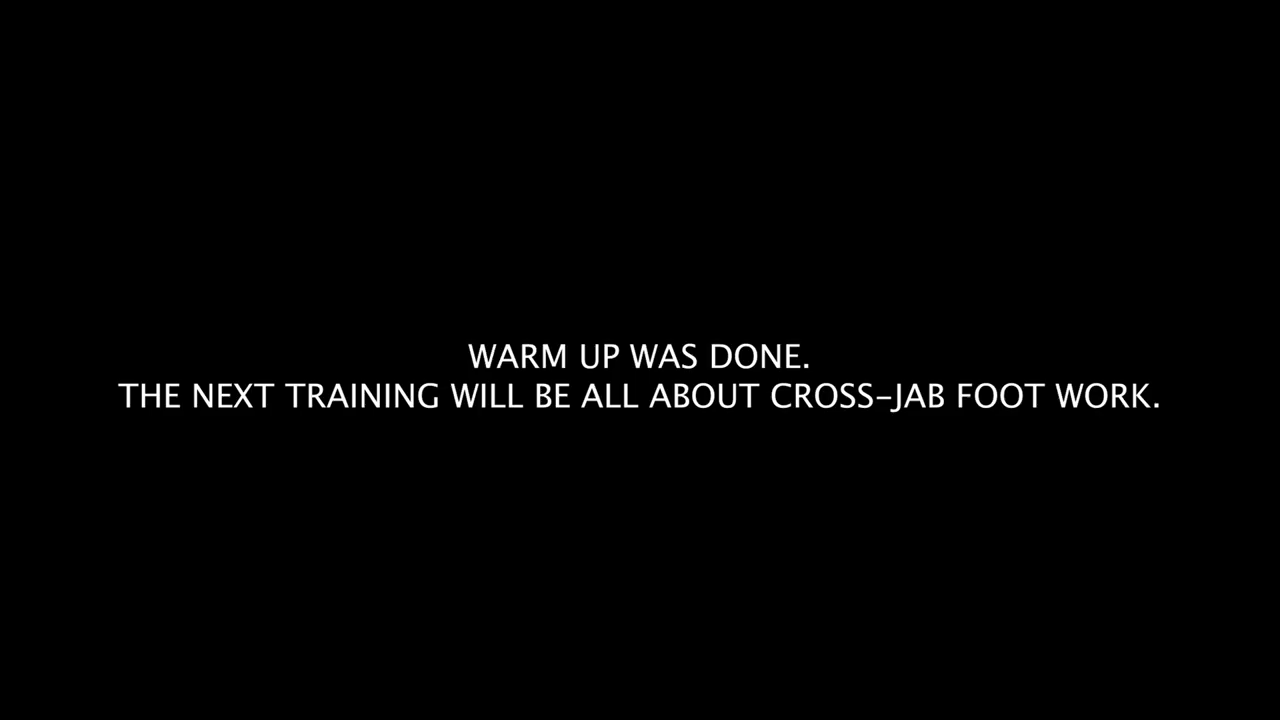 WARM UP WAS DONE.
THE NEXT TRAINING WILL BE ALL ABOUT CROSS-JAB FOOT WORK.